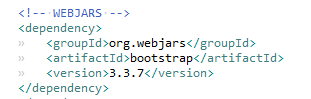 <!-- WEBJARS -->
<dependency>
» <groupId>org.webjars</groupId>
» <artifactId>bootstrap</artifactId>
» <version>3.3.7</version>
</dependency>